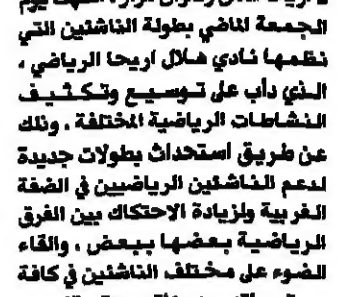 يوم
الجمعة الماضي بطولة الناشئين التي
نظمها نادي هلال اريحا الرياضي ،
الذي دأب على توسيع وتكثيف
النشاطات الرياضية المختلفة ، وذلك
عن طريق استحداث بطولات جديدة
لدعم الناشئين الرياضيين في الضفة
الغربية ولزيادة الاحتكاك بين الفرق
الرياضية بعضها ببعض ، والقاء
الضوء على مختلف الناشئين في كافة